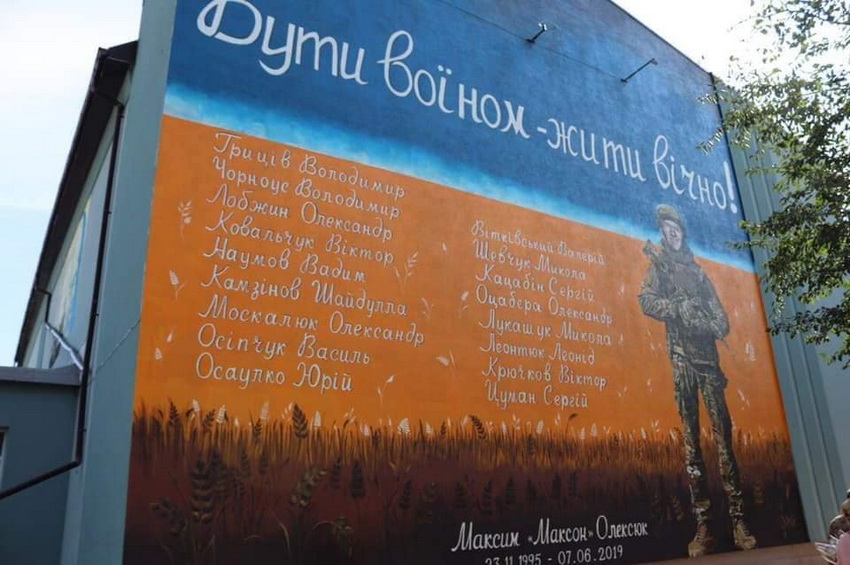 Бути воїном - жити вічно!
Гриців Володимир
Чорноус Володимир
Лобжин Олександр
Ковальчук Віктор
Наумов Вадим
Камзінов Шайдулла
Москалюк Олександр
Осіпчук Василь
Осаулко Юрій
Вітківський Валерій
Шевчук Микола
Кацабін Сергій
Оцабера Олександр
Лукашук Микола
Леонтюк Леонід
Крючков Віктор
Цуман Сергій
Максим «Максон» Олексюк
23.11.1995 - 07.06.2019